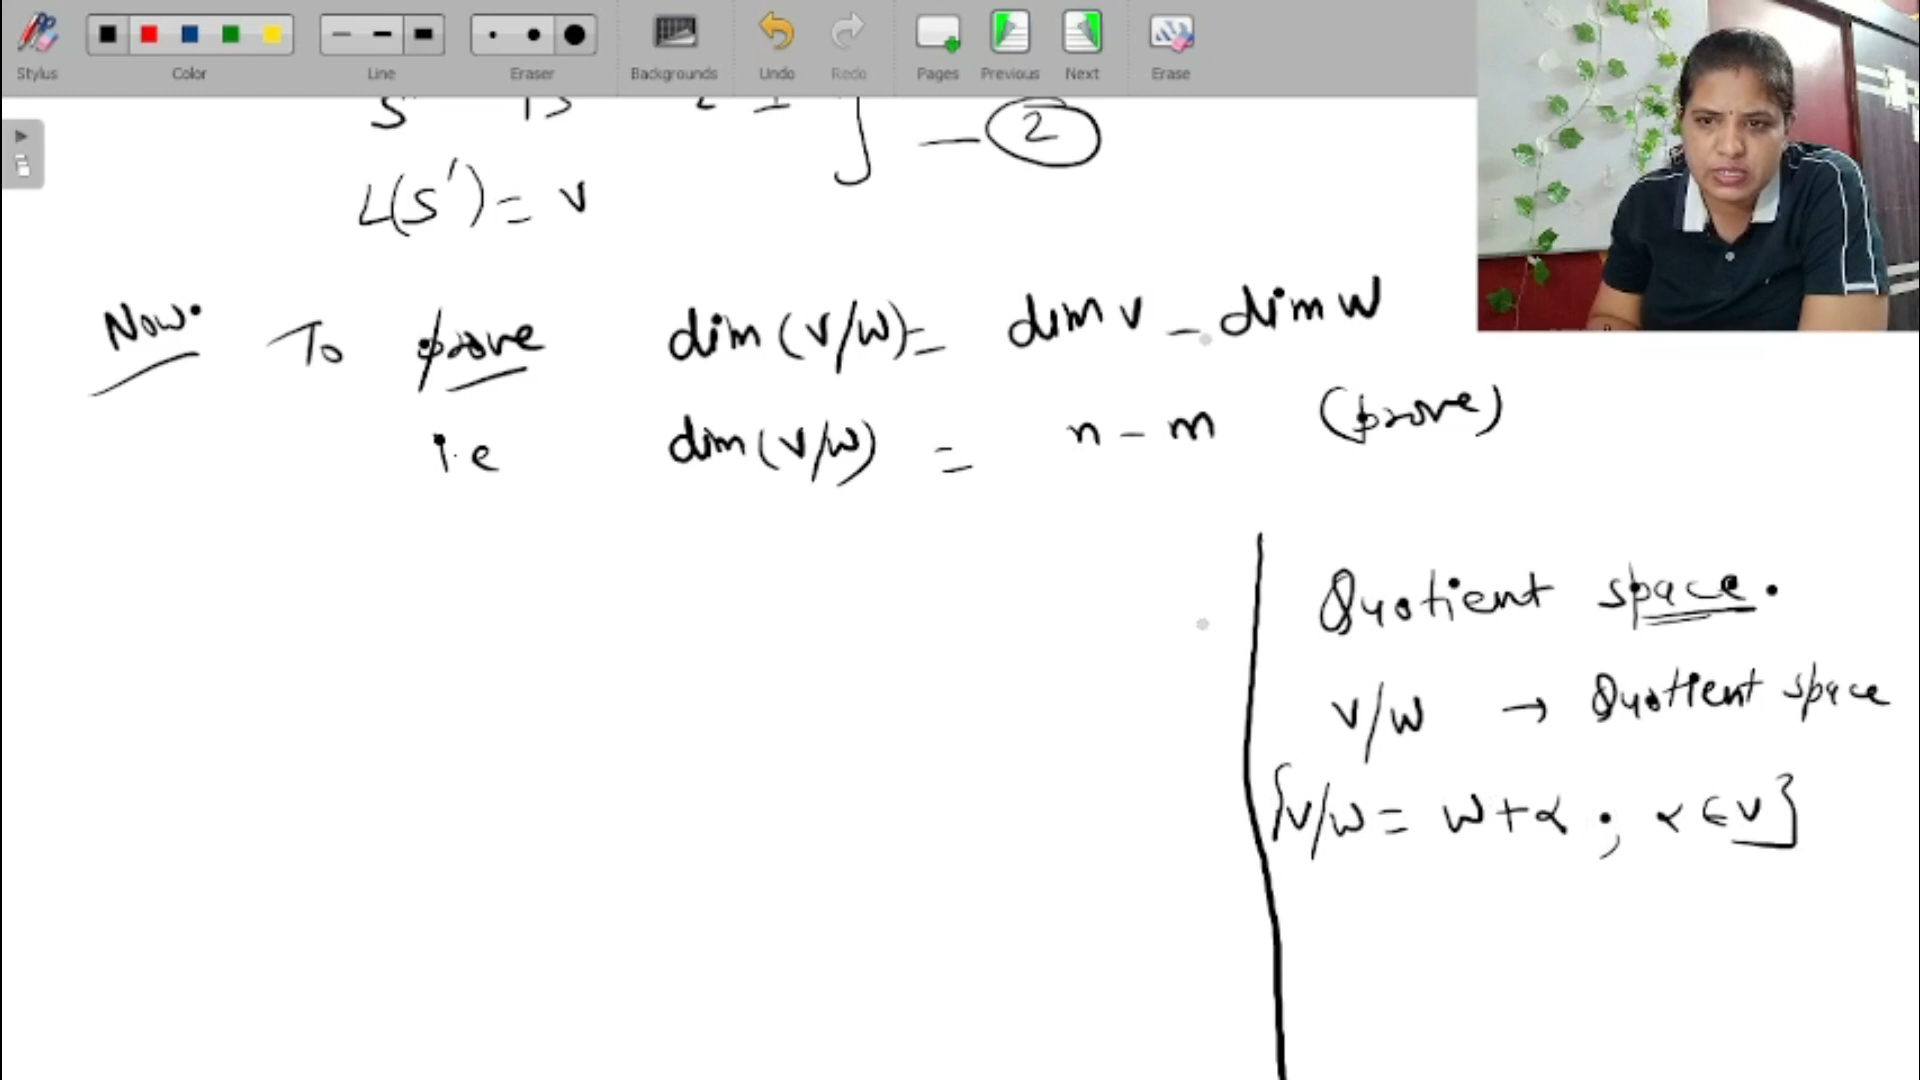 Stylus Color Line Eraser Backgrounds Undo Redo Pages Previous Next Erase
S' is L I } — ②
L(S') = V
Now. To prove dim (V/W) = dim V - dim W
i.e dim (V/W) = n - m (prove)
Quotient space.
V/W → Quotient space
{V/W = W + α ; α ∈ V}